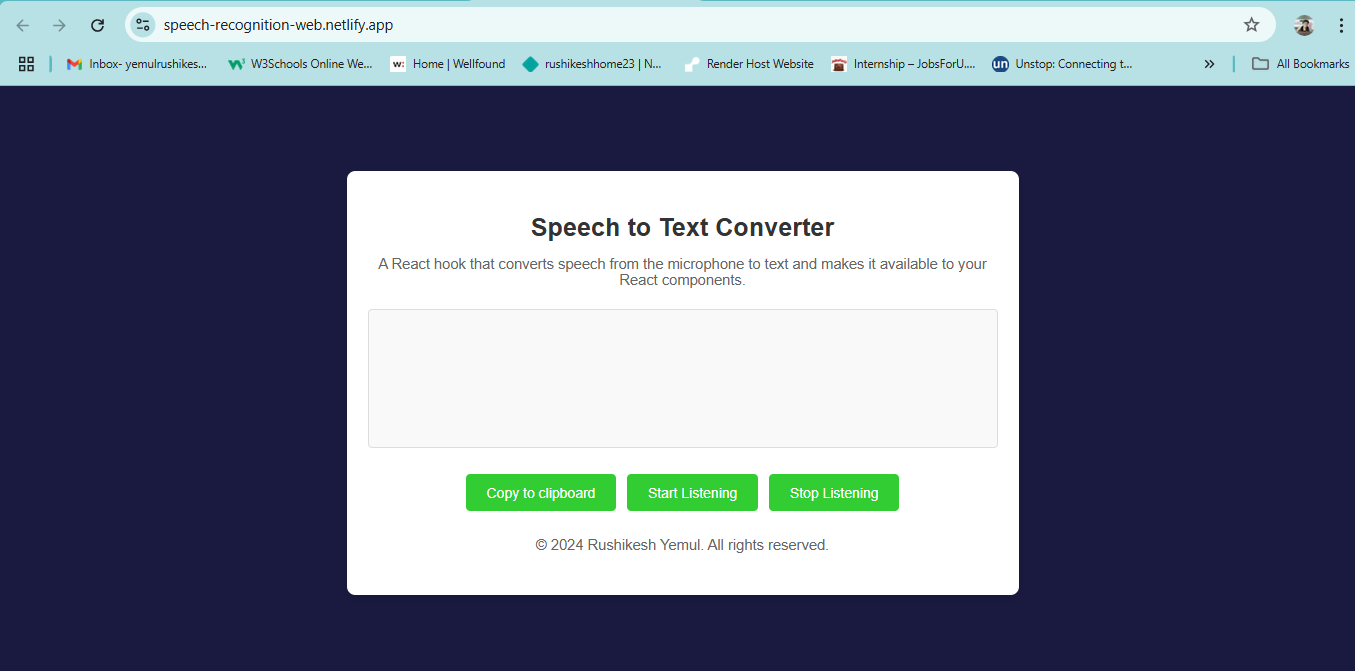 speech-recognition-web.netlify.app
Inbox- yemulrushikes... W3Schools Online We... w: Home | Wellfound rushikeshhome23 | N... Render Host Website Internship – JobsForU.... un Unstop: Connecting t... All Bookmarks
Speech to Text Converter
A React hook that converts speech from the microphone to text and makes it available to your
React components.
Copy to clipboard Start Listening Stop Listening
© 2024 Rushikesh Yemul. All rights reserved.